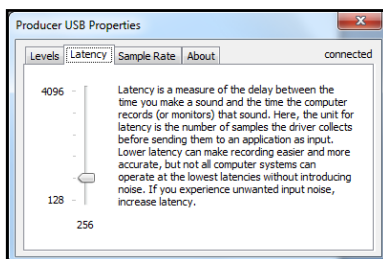 Producer USB Properties
Levels Latency Sample Rate About connected
4096
Latency is a measure of the delay between the
time you make a sound and the time the computer
records (or monitors) that sound. Here, the unit for
latency is the number of samples the driver collects
before sending them to an application as input.
Lower latency can make recording easier and more
accurate, but not all computer systems can
operate at the lowest latencies without introducing
noise. If you experience unwanted input noise,
increase latency.
128
256